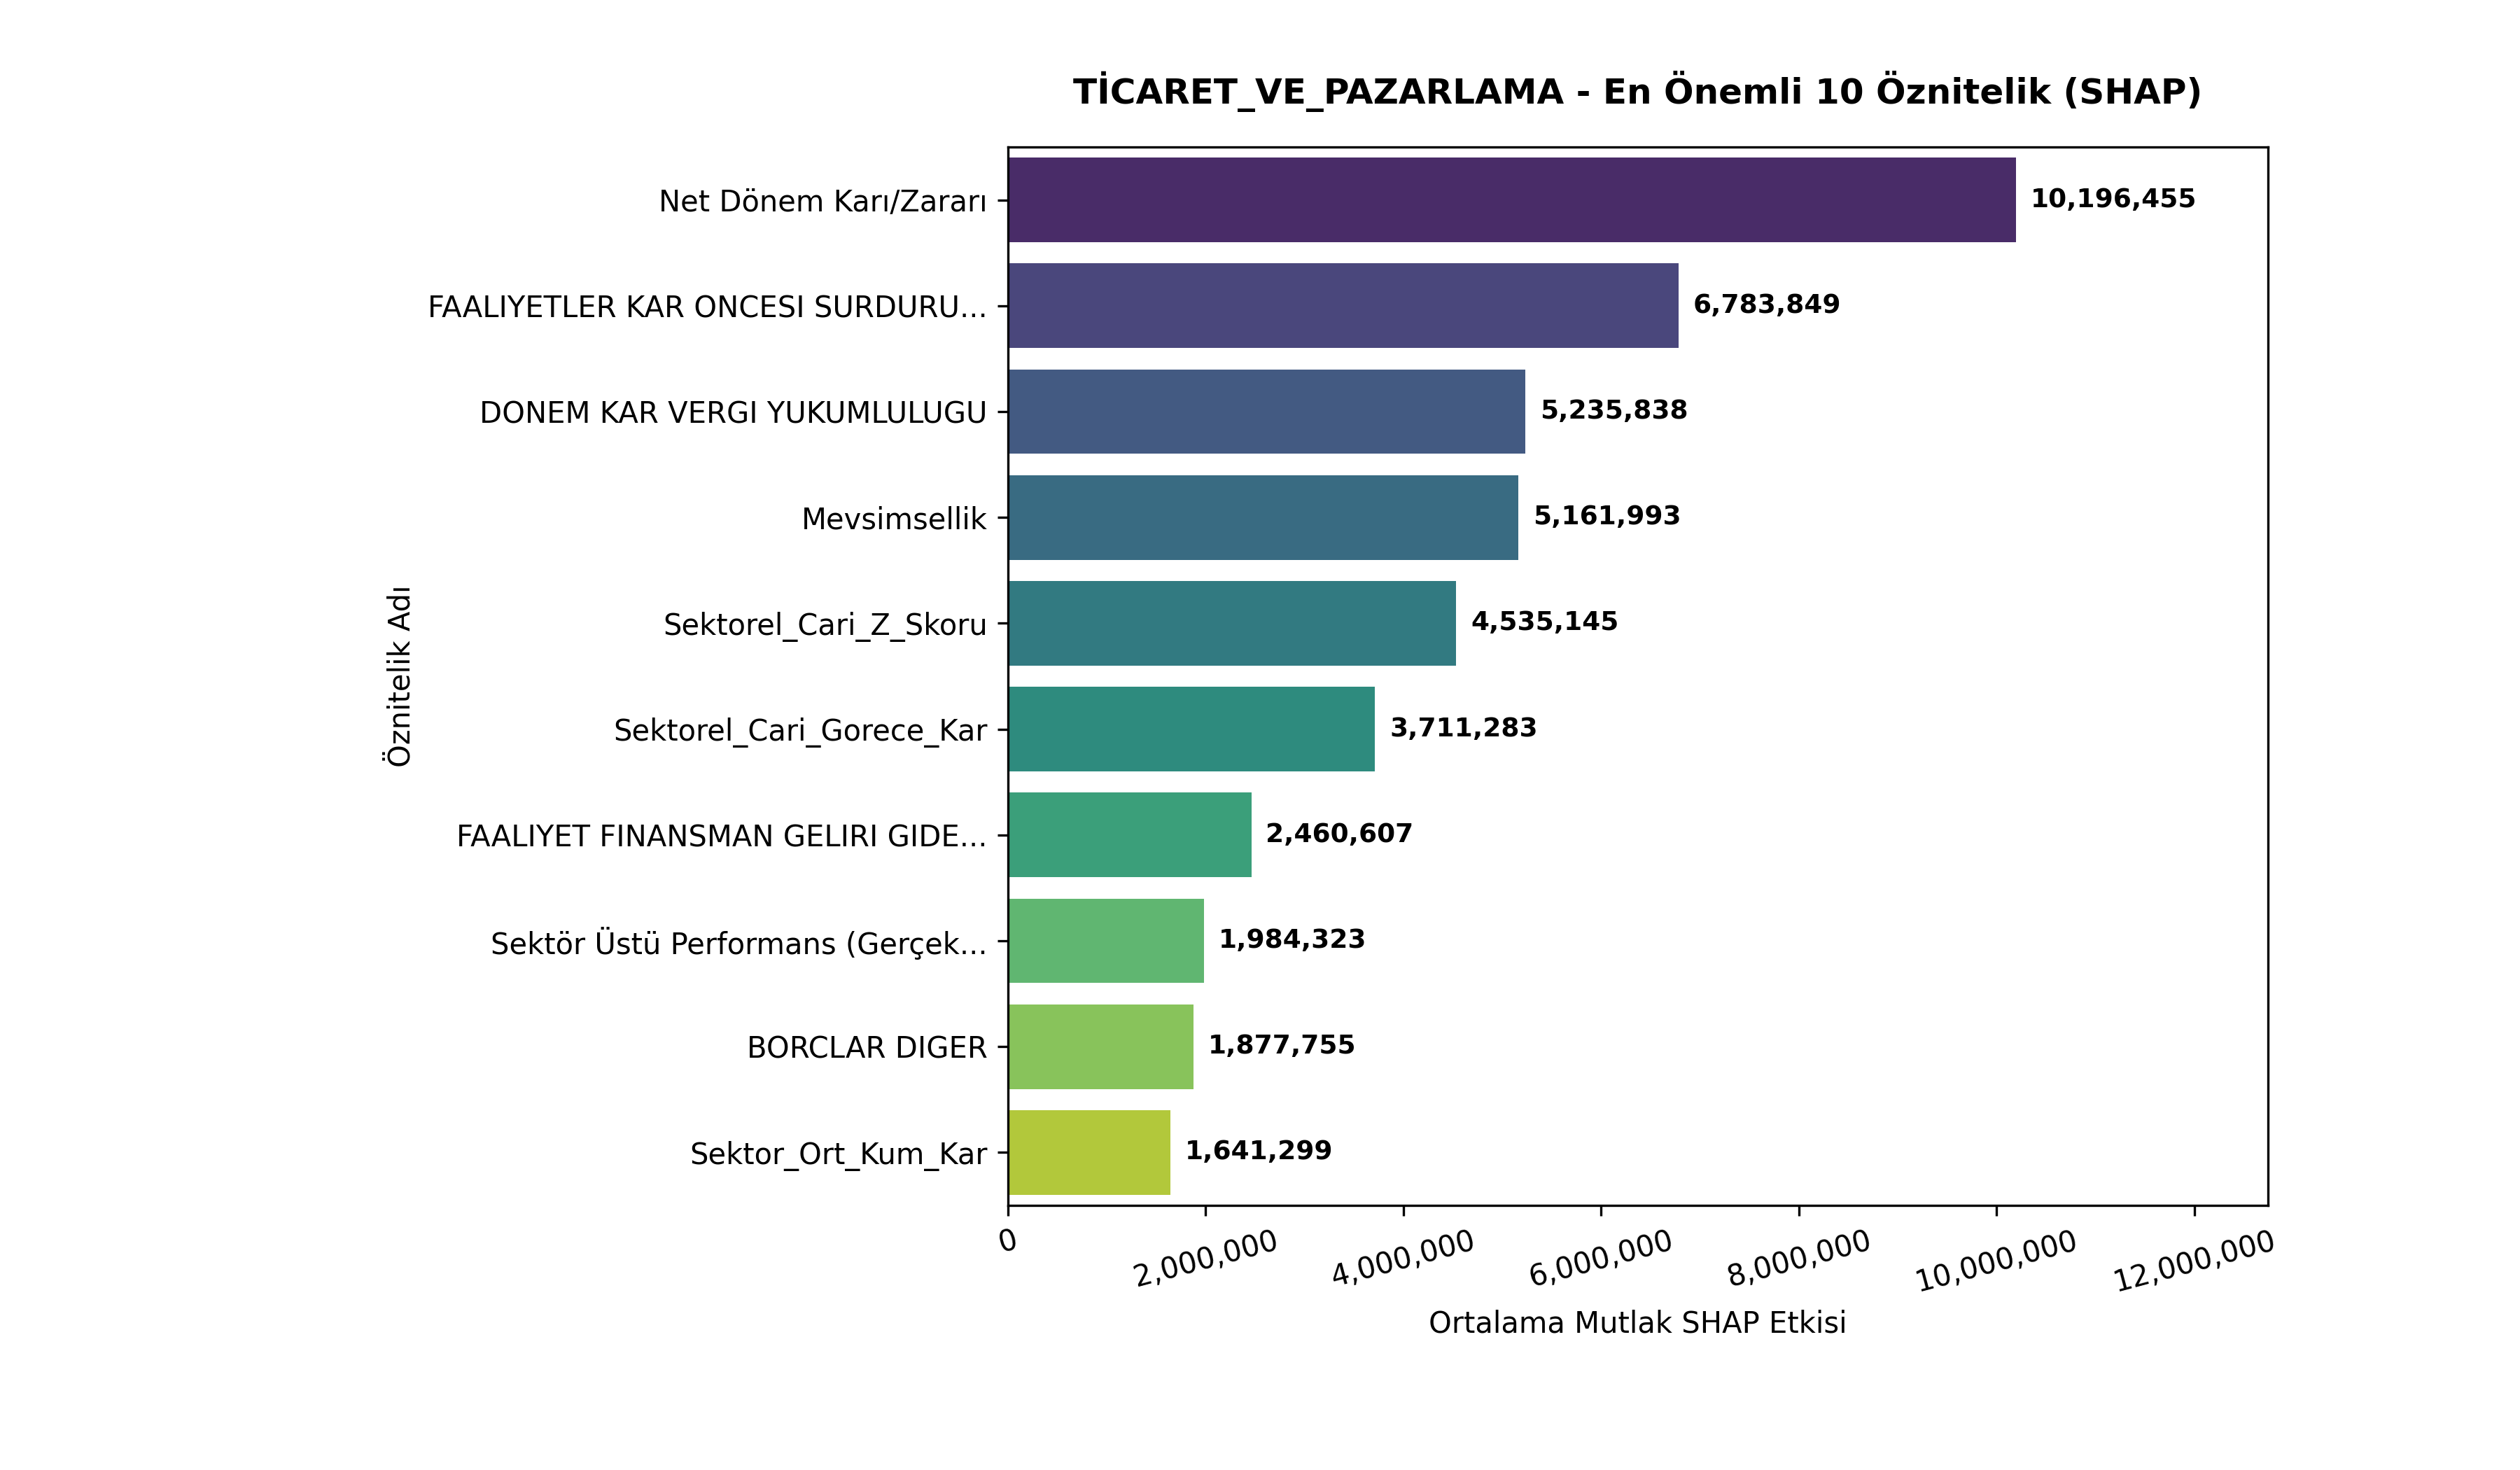 TİCARET_VE_PAZARLAMA - En Önemli 10 Öznitelik (SHAP)
Öznitelik Adı
Net Dönem Karı/Zararı 10,196,455
FAALIYETLER KAR ONCESI SURDURU... 6,783,849
DONEM KAR VERGI YUKUMLULUGU 5,235,838
Mevsimsellik 5,161,993
Sektorel_Cari_Z_Skoru 4,535,145
Sektorel_Cari_Gorece_Kar 3,711,283
FAALIYET FINANSMAN GELIRI GIDE... 2,460,607
Sektör Üstü Performans (Gerçek... 1,984,323
BORCLAR DIGER 1,877,755
Sektor_Ort_Kum_Kar 1,641,299
0 2,000,000 4,000,000 6,000,000 8,000,000 10,000,000 12,000,000
Ortalama Mutlak SHAP Etkisi